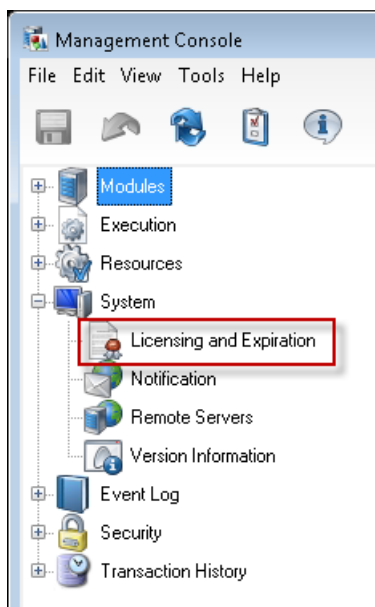 Management Console
File Edit View Tools Help
Modules
Execution
Resources
System
Licensing and Expiration
Notification
Remote Servers
Version Information
Event Log
Security
Transaction History